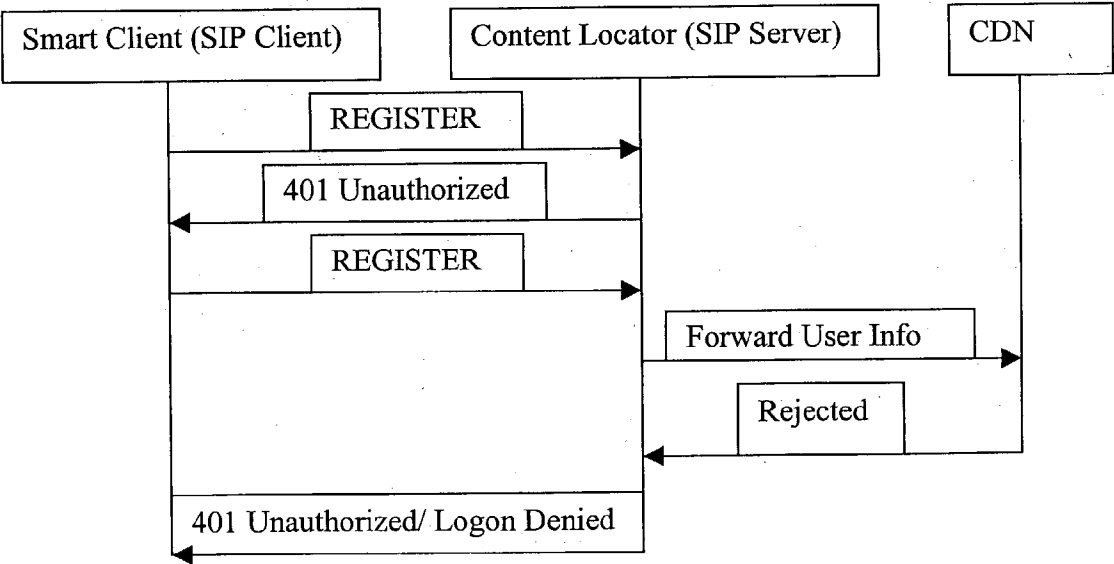 Smart Client (SIP Client)
Content Locator (SIP Server)
CDN
REGISTER
401 Unauthorized
REGISTER
Forward User Info
Rejected
401 Unauthorized/ Logon Denied